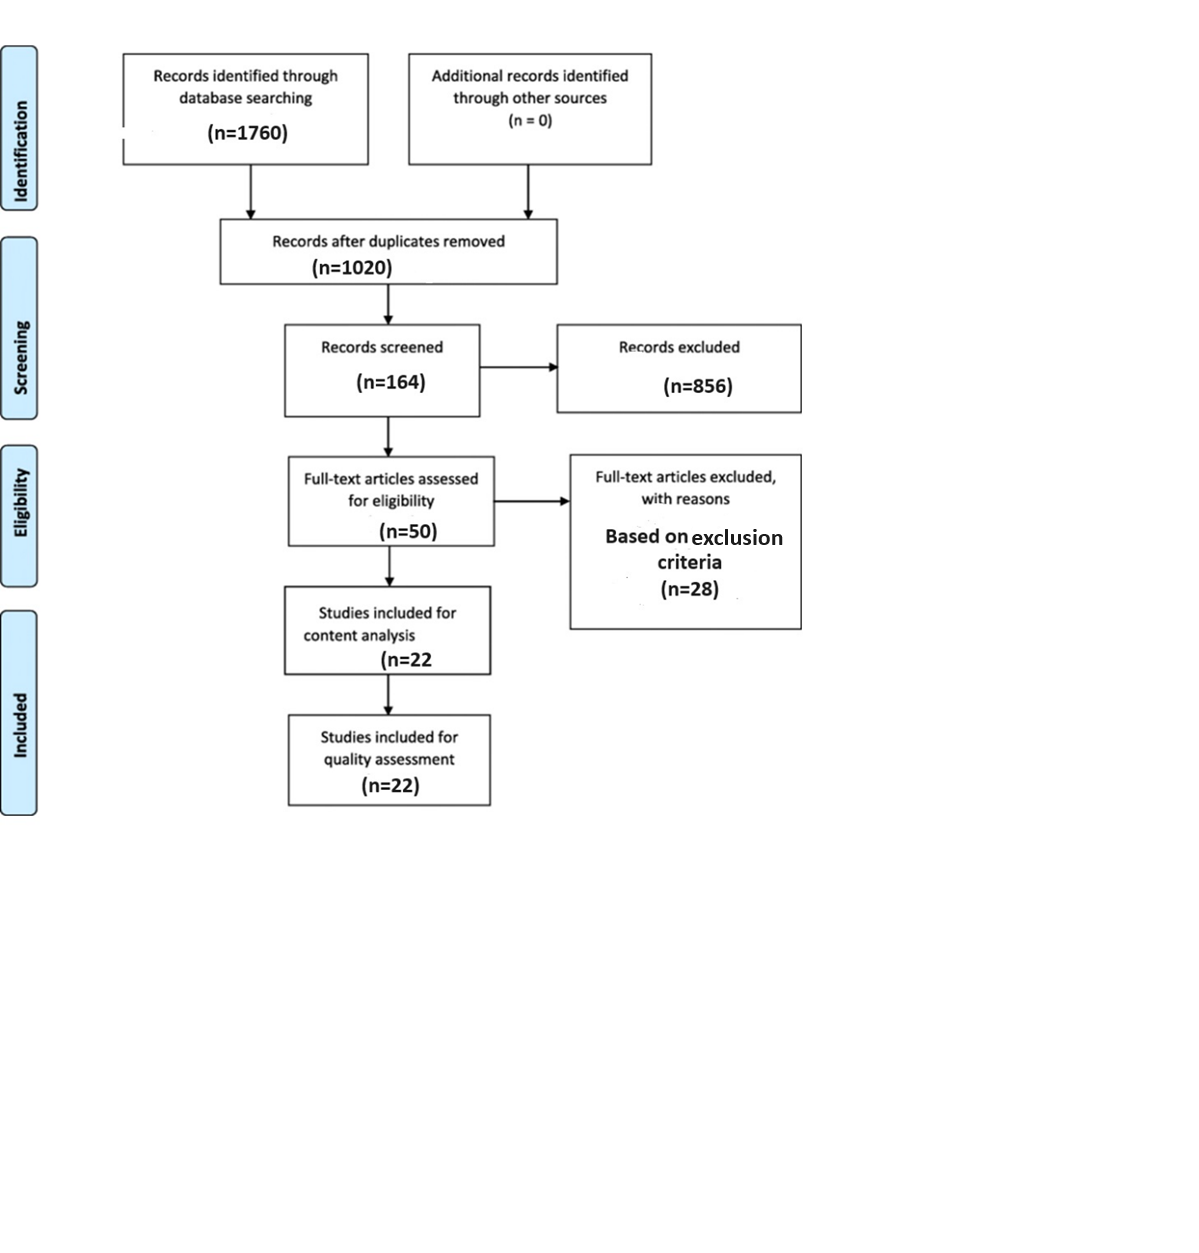 Identification
Records identified through
database searching
(n=1760)
Additional records identified
through other sources
(n = 0)
Records after duplicates removed
(n=1020)
Screening
Records screened
(n=164)
Records excluded
(n=856)
Eligibility
Full-text articles assessed
for eligibility
(n=50)
Full-text articles excluded,
with reasons
Based on exclusion
criteria
(n=28)
Included
Studies included for
content analysis
(n=22
Studies included for
quality assessment
(n=22)